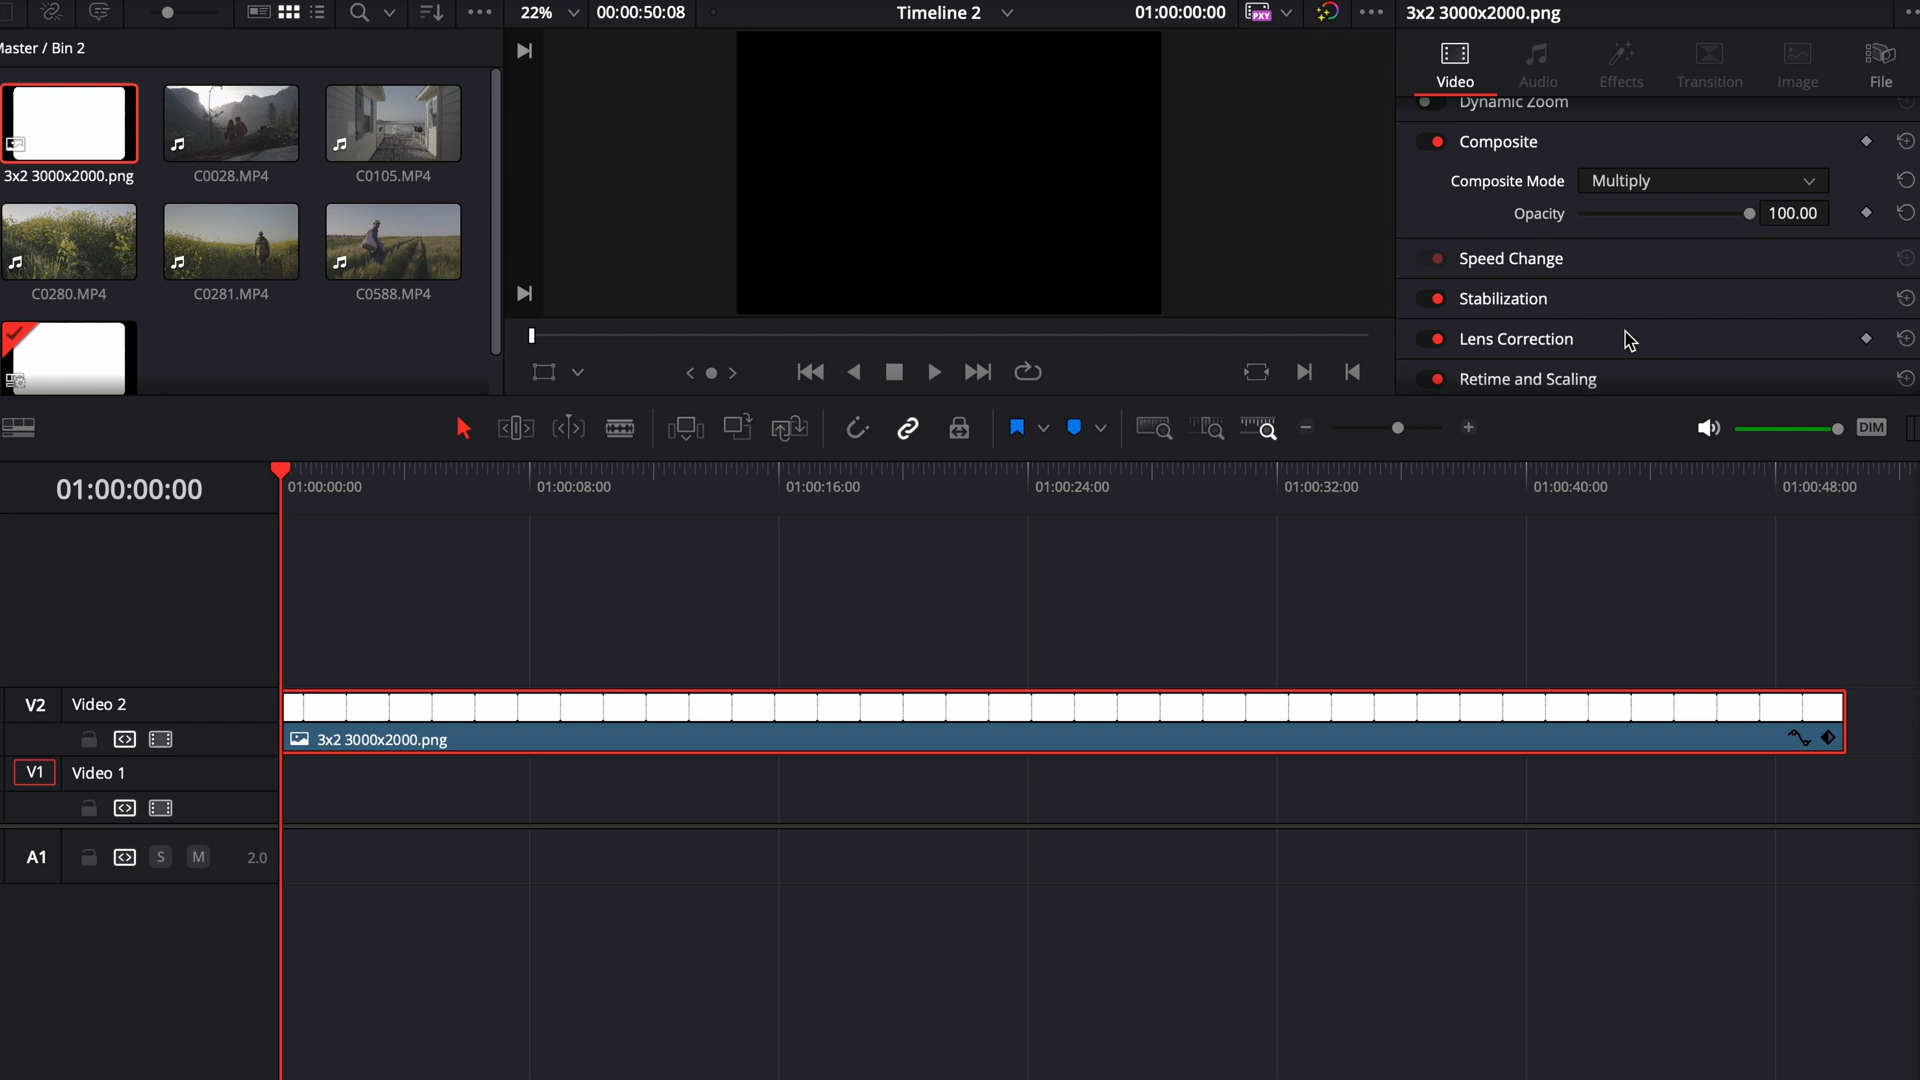 22%
00:00:50:08
Timeline 2
01:00:00:00
PXY
3x2 3000x2000.png
Master / Bin 2
Video
Audio
Effects
Transition
Image
File
Dynamic Zoom
Composite
Composite Mode
Multiply
Opacity
100.00
Speed Change
Stabilization
Lens Correction
Retime and Scaling
3x2 3000x2000.png
C0028.MP4
C0105.MP4
C0280.MP4
C0281.MP4
C0588.MP4
DIM
01:00:00:00
01:00:00:00
01:00:08:00
01:00:16:00
01:00:24:00
01:00:32:00
01:00:40:00
01:00:48:00
V2
Video 2
3x2 3000x2000.png
V1
Video 1
A1
S
M
2.0